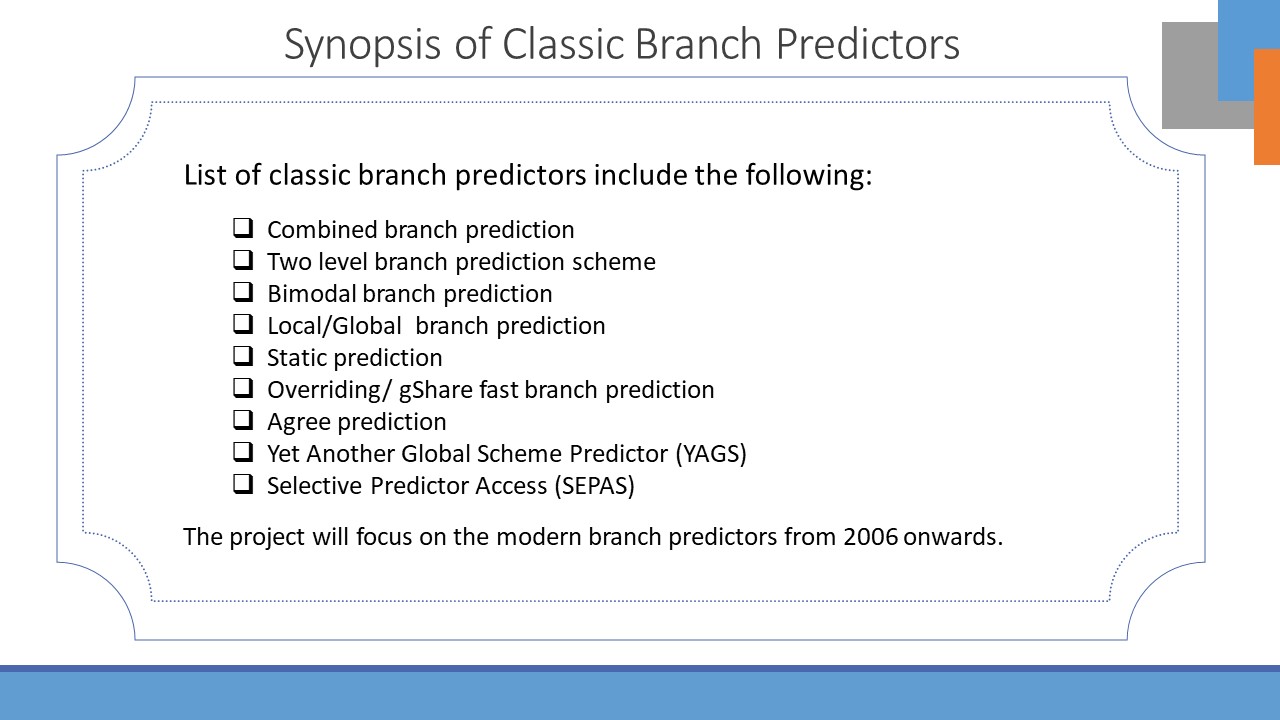 Synopsis of Classic Branch Predictors
List of classic branch predictors include the following:
❑ Combined branch prediction
❑ Two level branch prediction scheme
❑ Bimodal branch prediction
❑ Local/Global  branch prediction
❑ Static prediction
❑ Overriding/ gShare fast branch prediction
❑ Agree prediction
❑ Yet Another Global Scheme Predictor (YAGS)
❑ Selective Predictor Access (SEPAS)
The project will focus on the modern branch predictors from 2006 onwards.